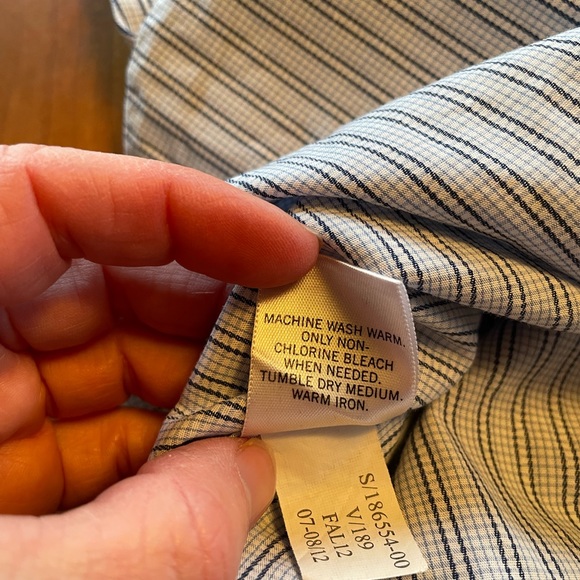 MACHINE WASH WARM.
ONLY NON-
CHLORINE BLEACH
WHEN NEEDED.
TUMBLE DRY MEDIUM.
WARM IRON.
S/186554-00
V/189
FALL2
07-08/12